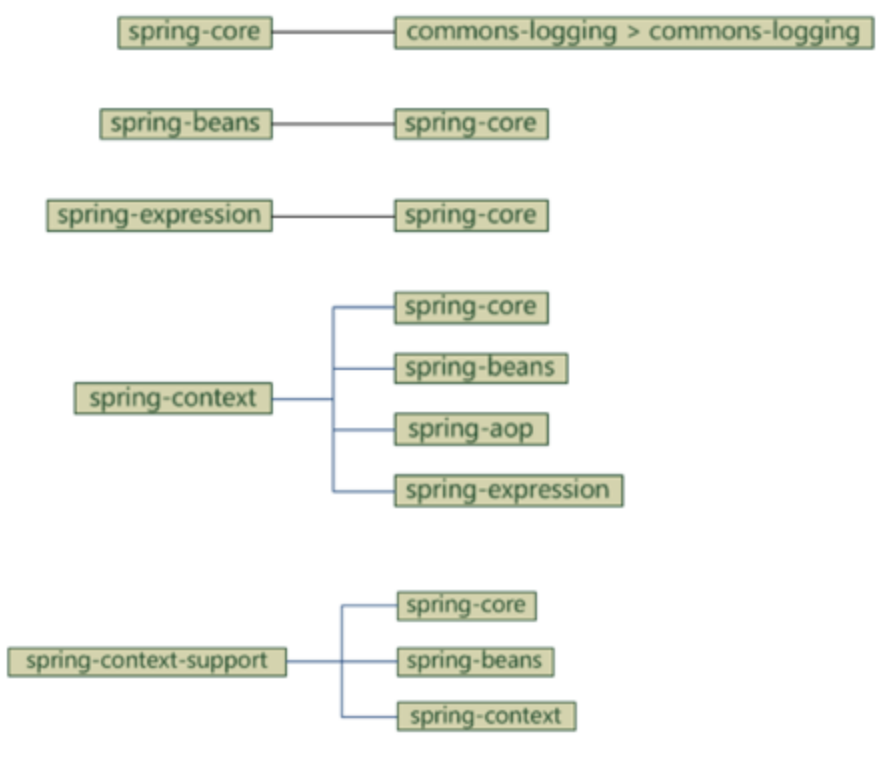 spring-core
commons-logging > commons-logging
spring-beans
spring-core
spring-expression
spring-core
spring-context
spring-core
spring-beans
spring-aop
spring-expression
spring-context-support
spring-core
spring-beans
spring-context